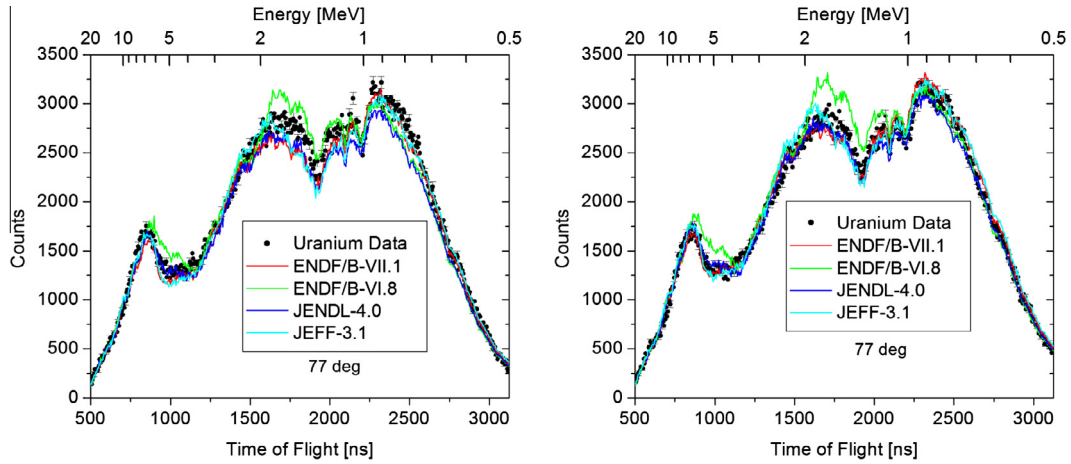 Energy [MeV]
20 10 5 2 1 0.5
3500
3000
2500
2000
1500
1000
500
0
Counts
Uranium Data
ENDF/B-VII.1
ENDF/B-VI.8
JENDL-4.0
JEFF-3.1
77 deg
500 1000 1500 2000 2500 3000
Time of Flight [ns]
Energy [MeV]
20 10 5 2 1 0.5
3500
3000
2500
2000
1500
1000
500
0
Counts
Uranium Data
ENDF/B-VII.1
ENDF/B-VI.8
JENDL-4.0
JEFF-3.1
77 deg
500 1000 1500 2000 2500 3000
Time of Flight [ns]